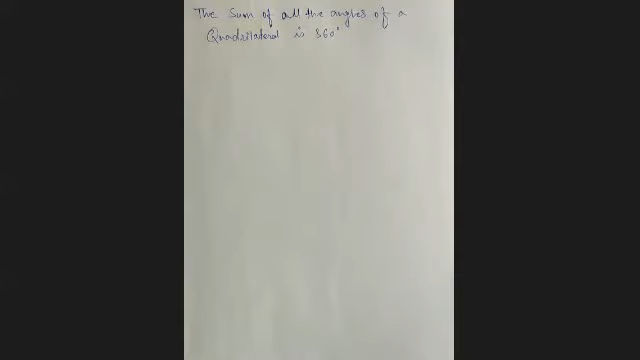 The Sum of all the angles of a
Quadrilateral is 360°